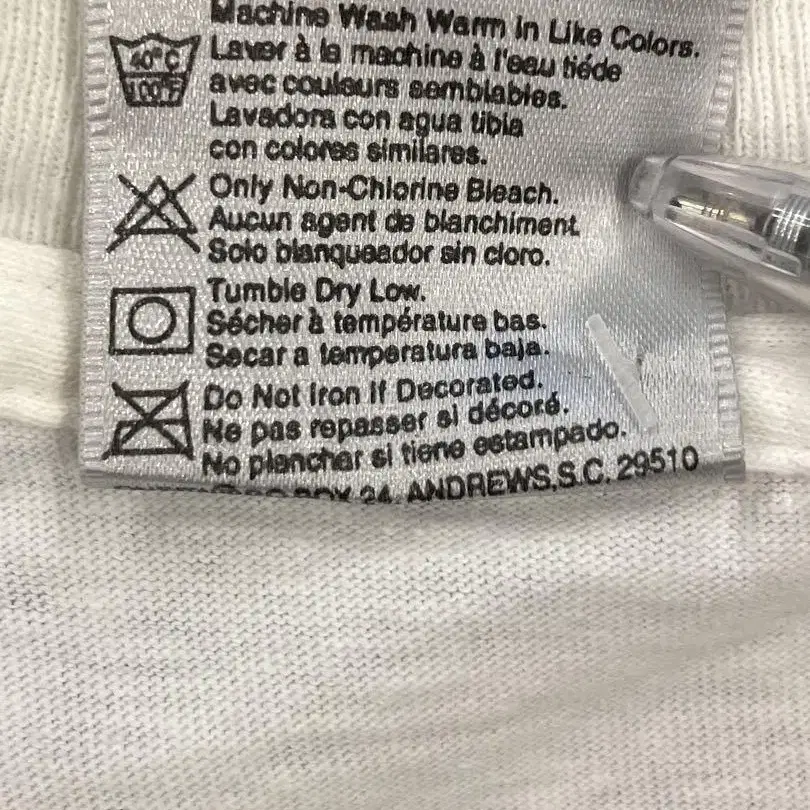 Machine Wash Warm in Like Colors.
40°C
100°F
Laver à la machine à l'eau tiéde
avec couleurs semblables.
Lavadora con agua tibia
con colores similares.
Only Non-Chlorine Bleach.
Aucun agent de blanchiment
Solo blanqueador sin cloro.
Tumble Dry Low.
Sécher à température bas.
Secar a temperatura baja.
Do Not Iron if Decorated.
Ne pas repasser si décoré.
No planchar si tiene estampado.
BOX 24, ANDREWS,S.C. 29510